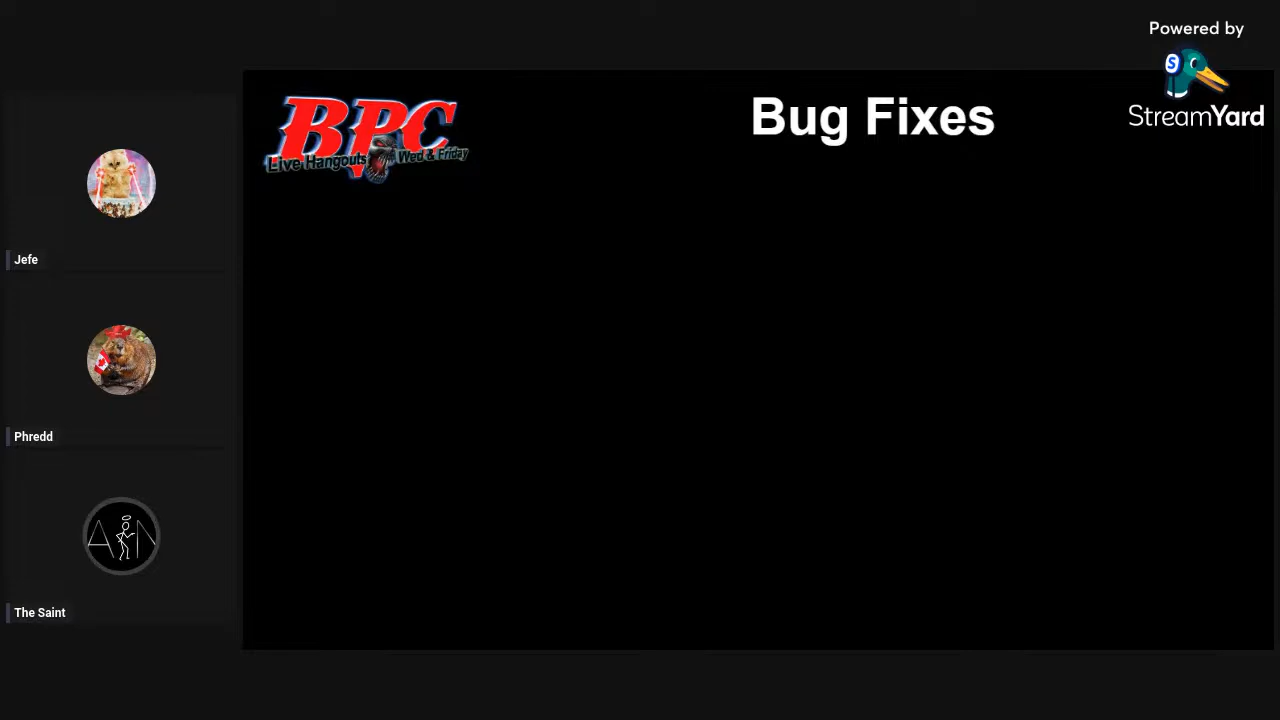 Powered by
StreamYard
BPC
Live Hangouts Wed & Friday
Bug Fixes
Jefe
Phredd
The Saint